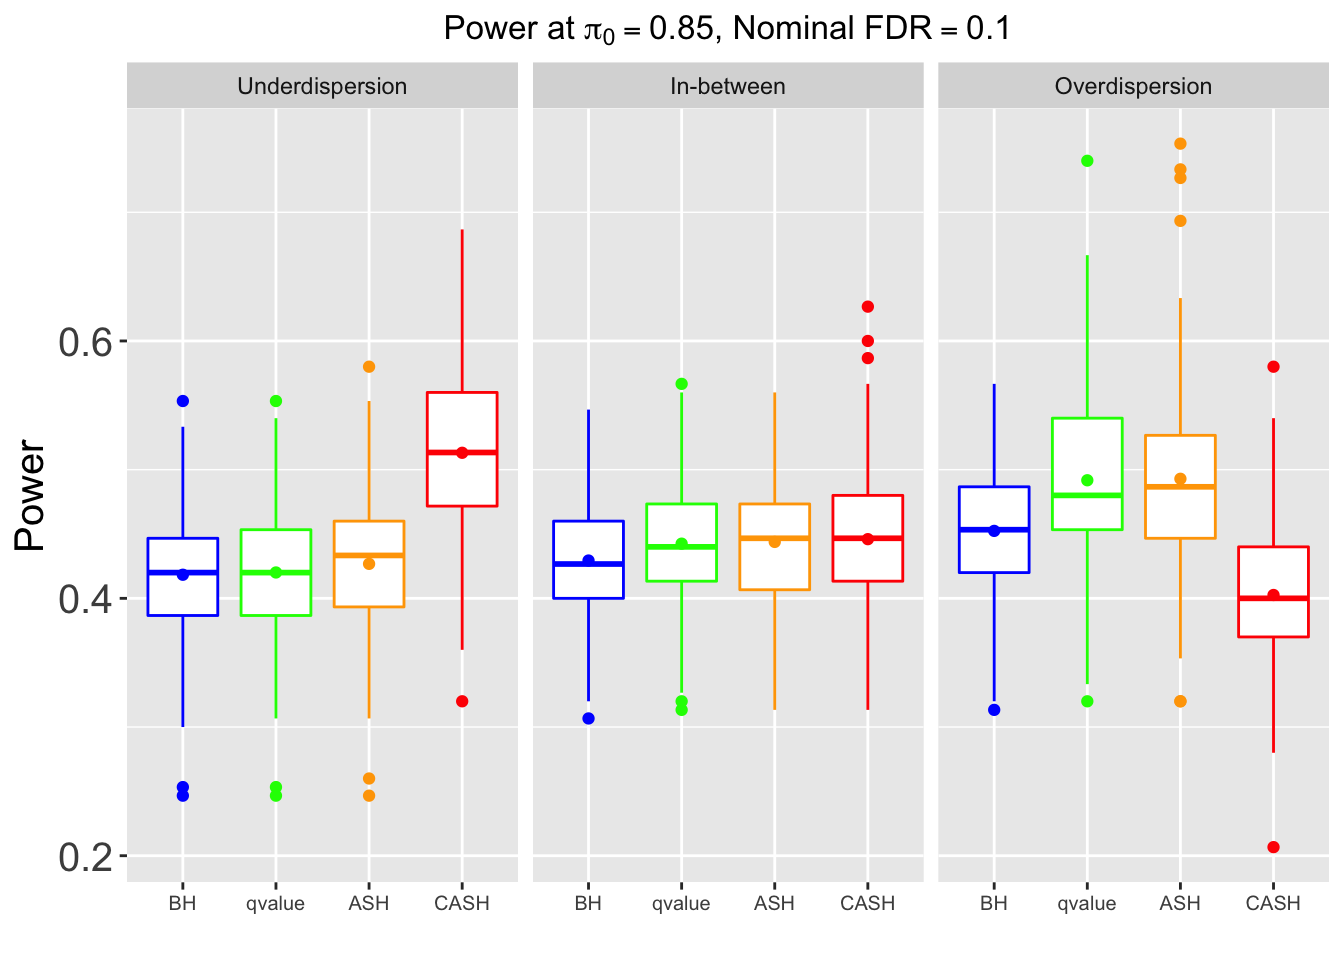 Power at π₀ = 0.85, Nominal FDR = 0.1
Underdispersion In-between Overdispersion
Power
0.6
0.4
0.2
BH qvalue ASH CASH BH qvalue ASH CASH BH qvalue ASH CASH